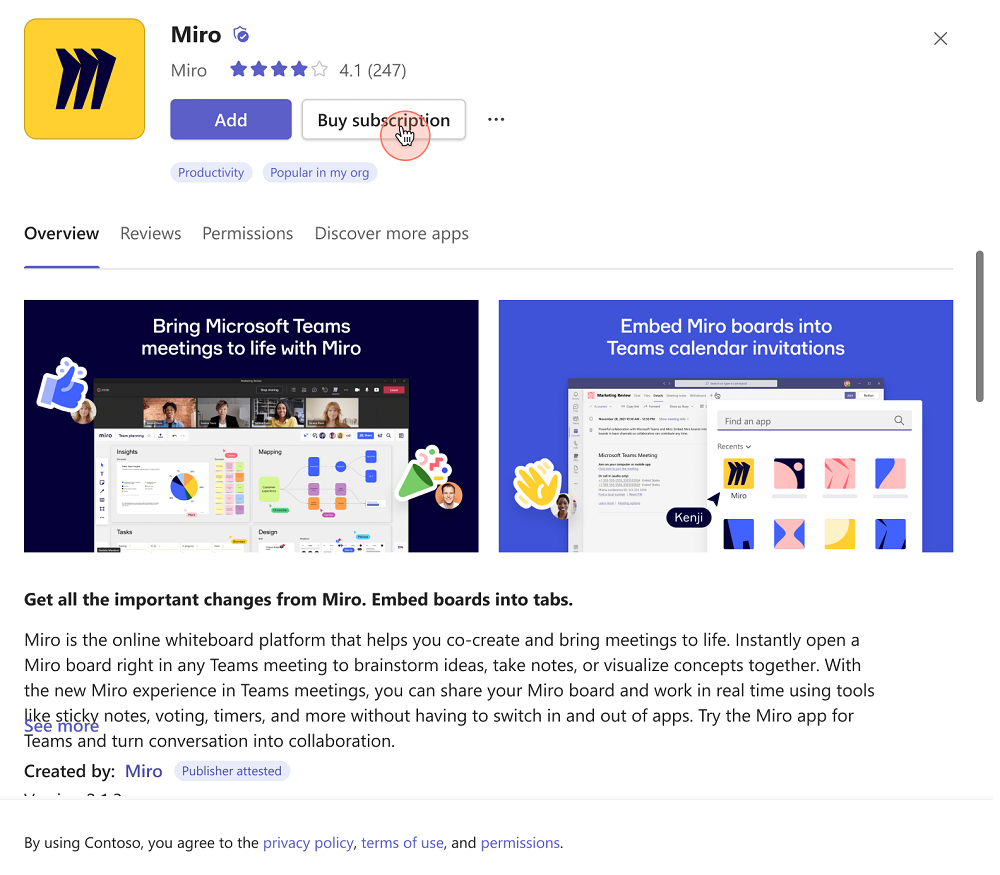 Miro
Miro 4.1 (247)
Add Buy subscription
Productivity Popular in my org
Overview Reviews Permissions Discover more apps
Bring Microsoft Teams
meetings to life with Miro
miro Team planning
Insights Mapping
Tasks Design
Embed Miro boards into
Teams calendar invitations
Marketing Review
Microsoft Teams Meeting
Find an app
Recents
Miro
Kenji
Get all the important changes from Miro. Embed boards into tabs.
Miro is the online whiteboard platform that helps you co-create and bring meetings to life. Instantly open a
Miro board right in any Teams meeting to brainstorm ideas, take notes, or visualize concepts together. With
the new Miro experience in Teams meetings, you can share your Miro board and work in real time using tools
like sticky notes, voting, timers, and more without having to switch in and out of apps. Try the Miro app for
See more
Teams and turn conversation into collaboration.
Created by: Miro Publisher attested
By using Contoso, you agree to the privacy policy, terms of use, and permissions.